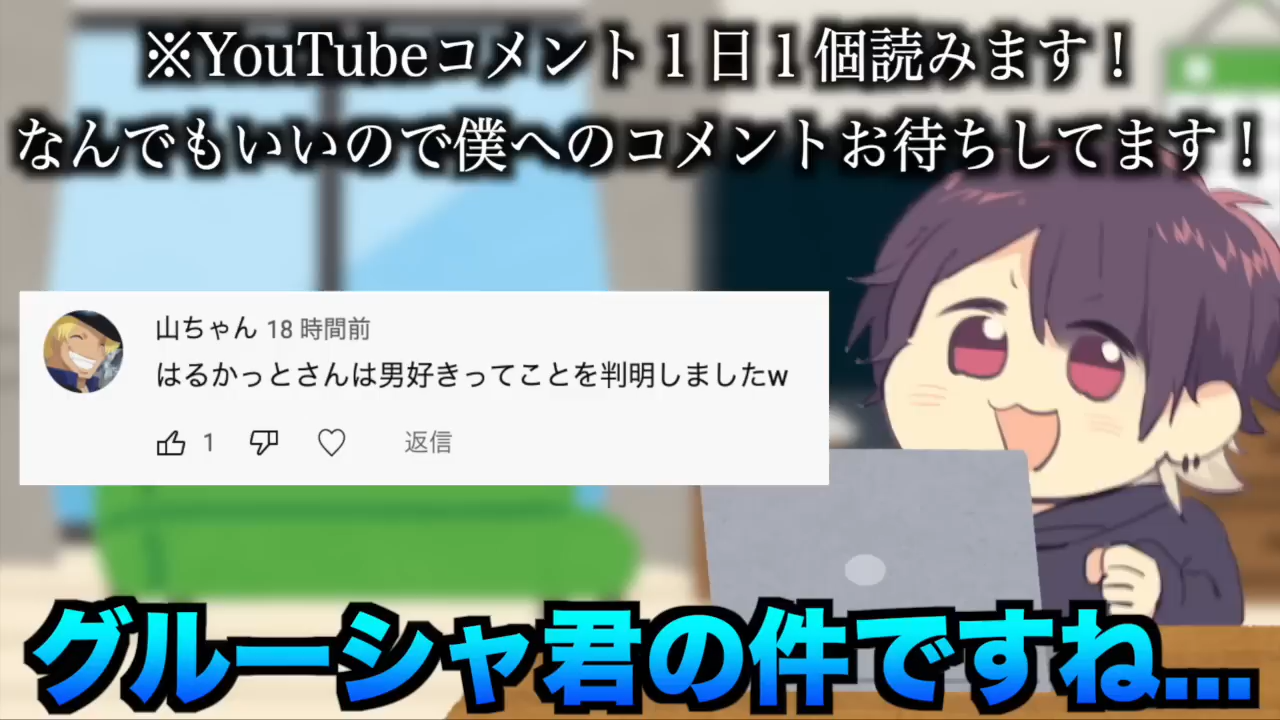 ※YouTubeコメント１日１個読みます！
なんでもいいので僕へのコメントお待ちしてます！
山ちゃん 18 時間前
はるかっとさんは男好きってことを判明しましたw
1 返信
グルーシャ君の件ですね...